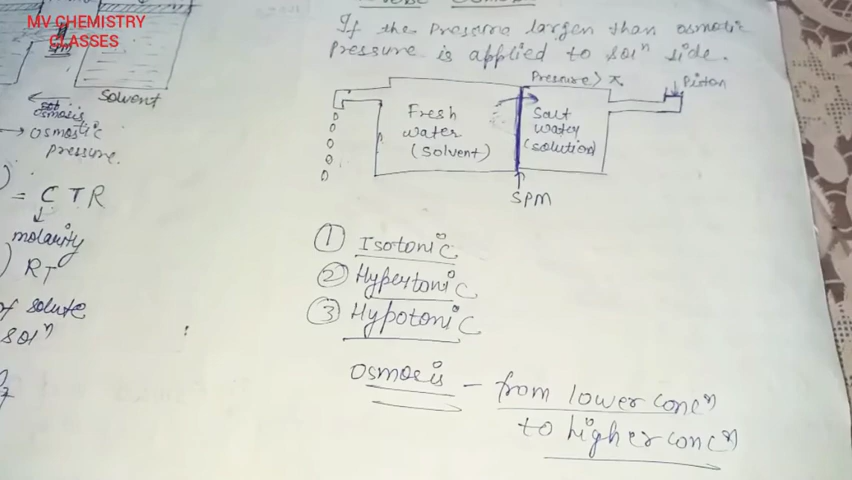 MV CHEMISTRY
CLASSES
Solvent
osmosis
osmotic
pressure.
= C T R
molarity
) RT
of solute
solⁿ
If the Pressure larger than osmotic
Pressure is applied to solⁿ side.
Pressure > π
Piston
Fresh
water
(Solvent)
Salt
water
(solution)
SPM
① Isotonic
② Hypertonic
③ Hypotonic
Osmosis - from lower concⁿ
to higher concⁿ